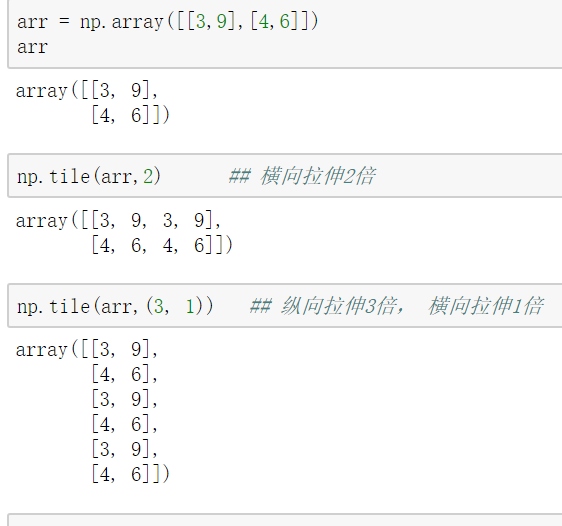 arr = np.array([[3,9],[4,6]])
arr
array([[3, 9],
       [4, 6]])
np.tile(arr,2)      ## 横向拉伸2倍
array([[3, 9, 3, 9],
       [4, 6, 4, 6]])
np.tile(arr,(3, 1))   ## 纵向拉伸3倍， 横向拉伸1倍
array([[3, 9],
       [4, 6],
       [3, 9],
       [4, 6],
       [3, 9],
       [4, 6]])